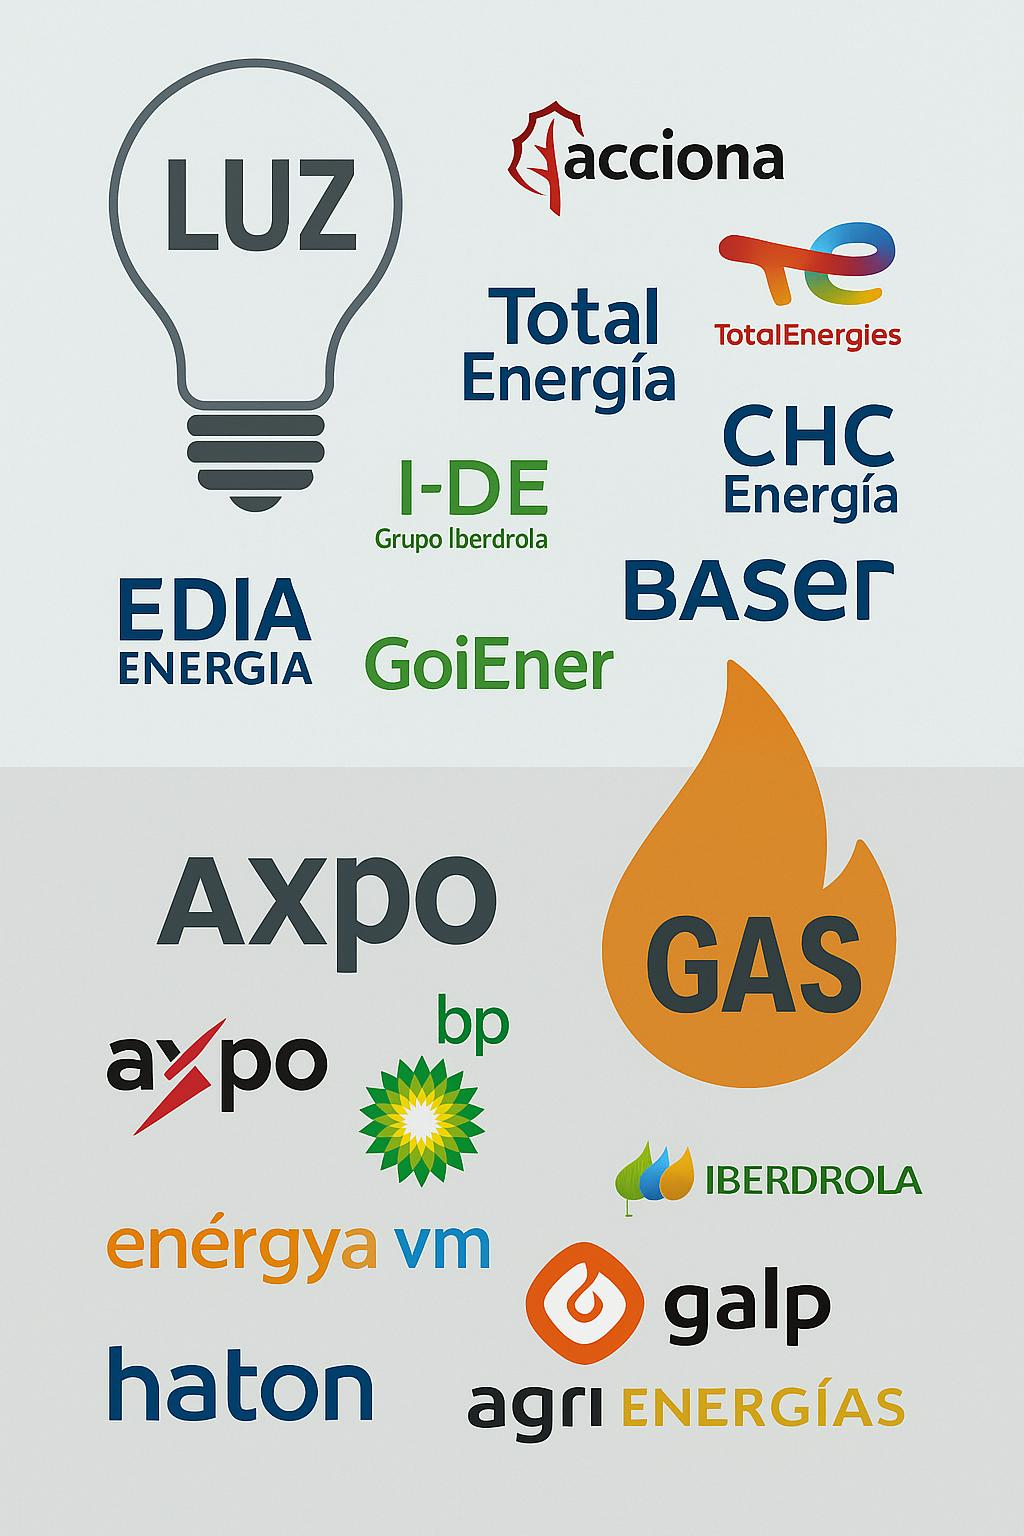 LUZ
acciona
TotalEnergies
Total
Energía
CHC
Energía
I-DE
Grupo Iberdrola
BASer
EDIA
ENERGIA
GoiEner
AXPO
GAS
bp
axpo
IBERDROLA
enérgya vm
galp
haton
agri ENERGÍAS